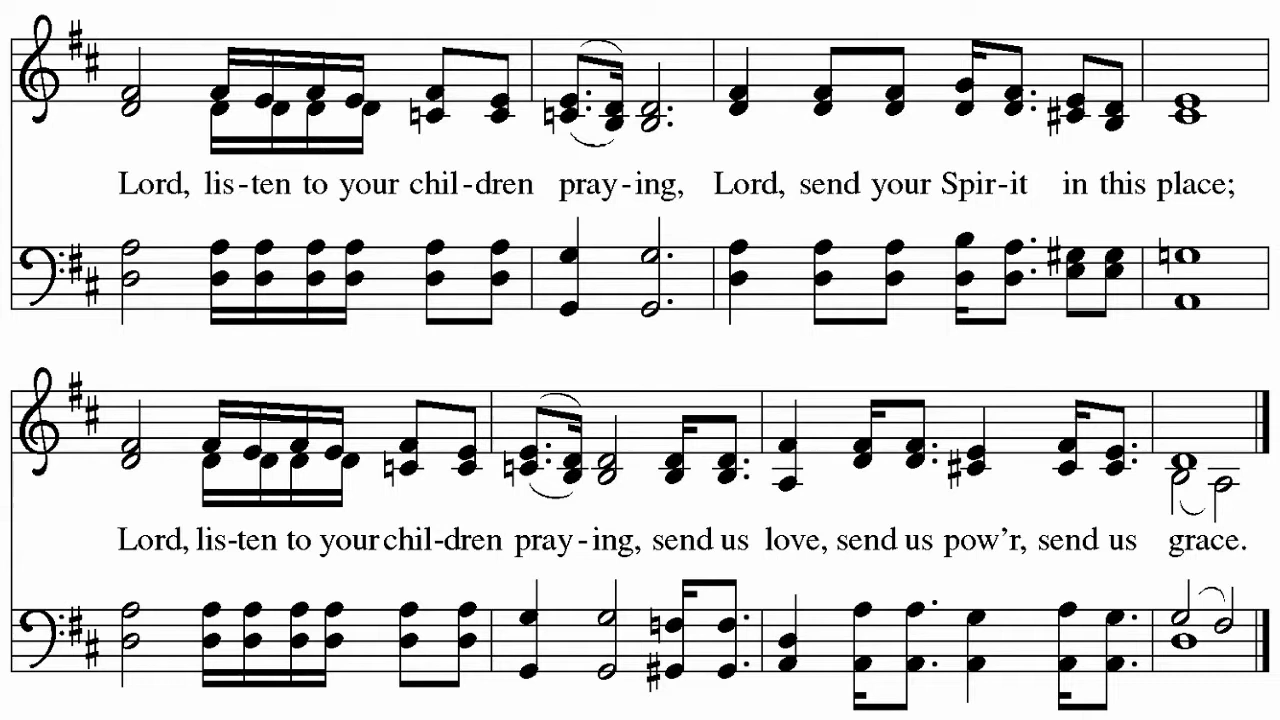 Lord, lis-ten to your chil-dren pray-ing, Lord, send your Spir-it in this place;
Lord, lis-ten to your chil-dren pray-ing, send us love, send us pow'r, send us grace.